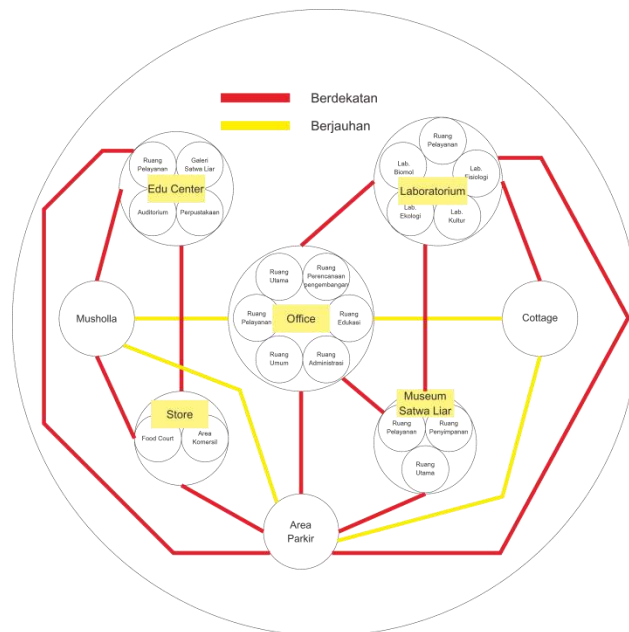 Berdekatan
Berjauhan
Ruang
Pelayanan
Galeri
Satwa Liar
Edu Center
Auditorium
Perpustakaan
Ruang
Pelayanan
Lab.
Biomol
Lab.
Fisiologi
Laboratorium
Lab.
Ekologi
Lab.
Kultur
Ruang
Utama
Ruang
Perencanaan
pengembangan
Ruang
Pelayanan
Office
Ruang
Edukasi
Ruang
Umum
Ruang
Administrasi
Musholla
Cottage
Store
Food Court
Area
Komersil
Museum
Satwa Liar
Ruang
Pelayanan
Ruang
Penyimpanan
Ruang
Utama
Area
Parkir